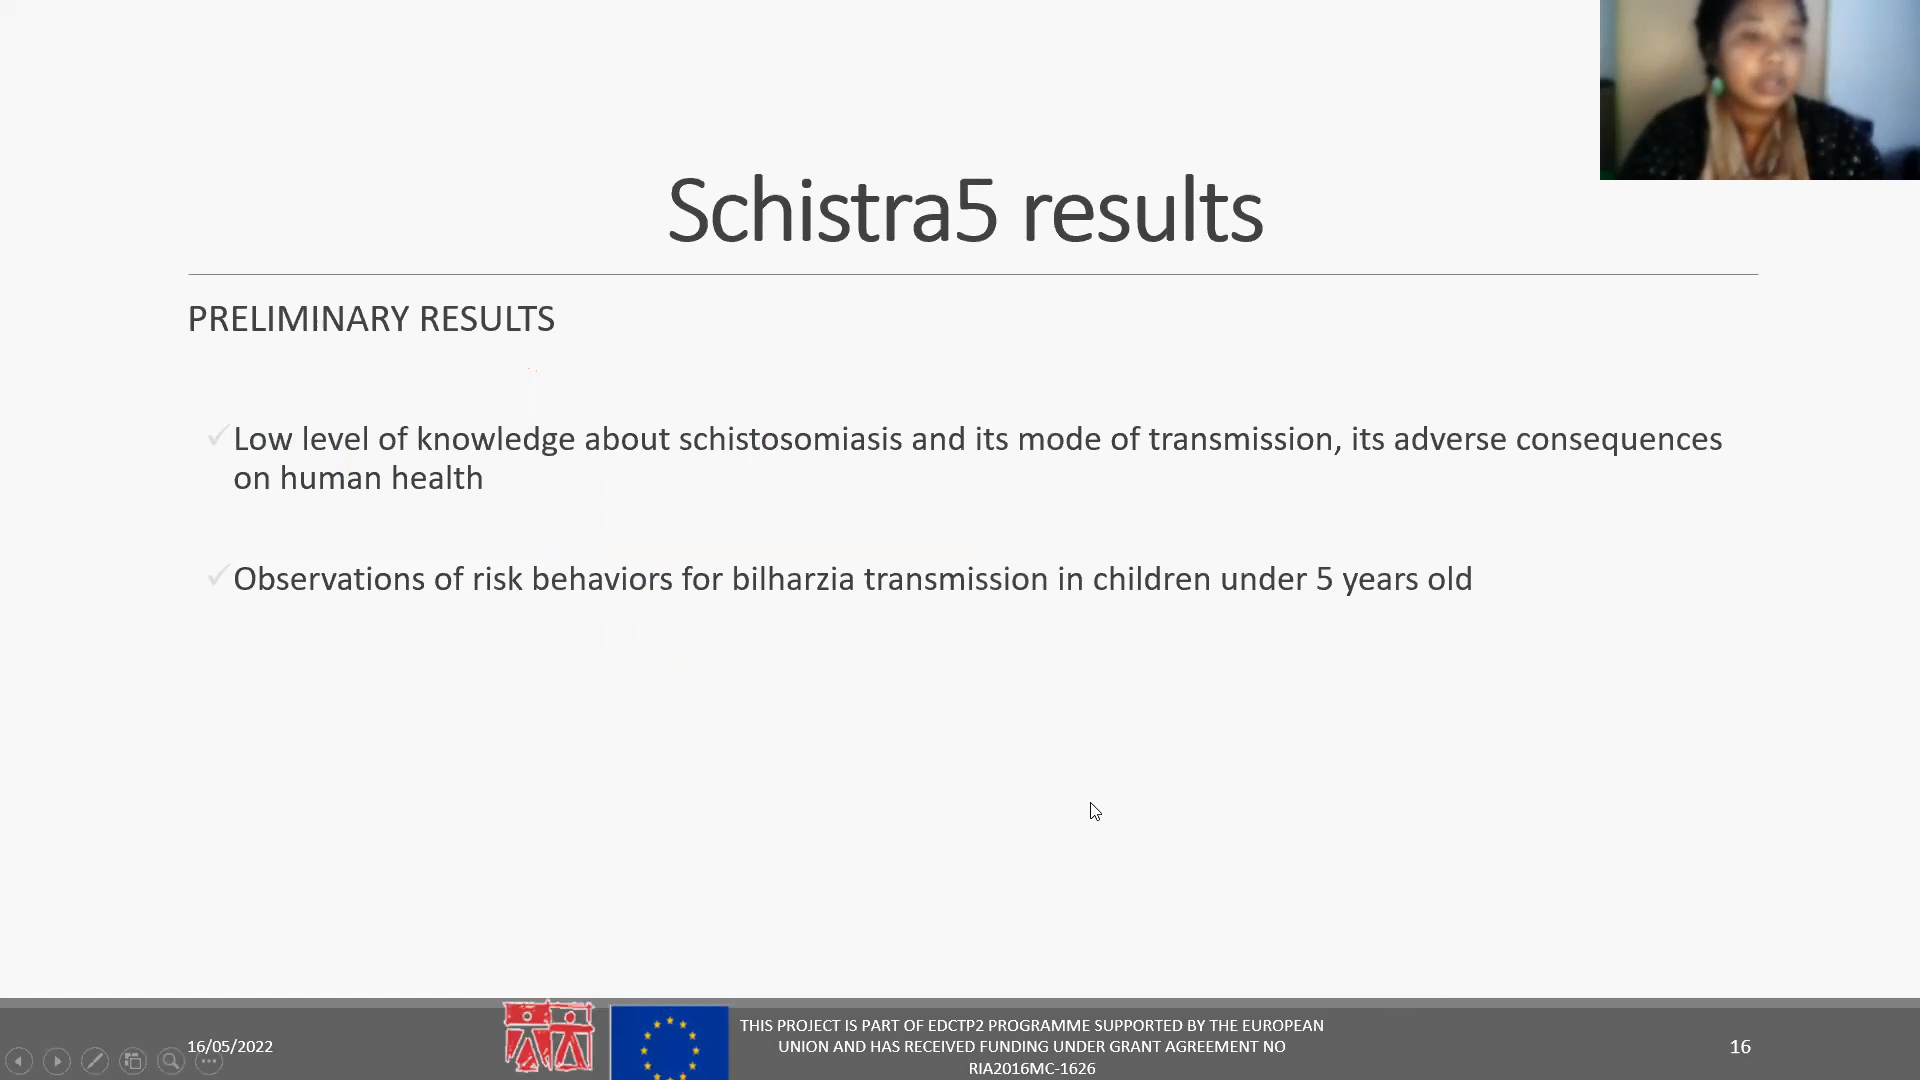 Schistra5 results
PRELIMINARY RESULTS
Low level of knowledge about schistosomiasis and its mode of transmission, its adverse consequences
on human health
Observations of risk behaviors for bilharzia transmission in children under 5 years old
16/05/2022
THIS PROJECT IS PART OF EDCTP2 PROGRAMME SUPPORTED BY THE EUROPEAN
UNION AND HAS RECEIVED FUNDING UNDER GRANT AGREEMENT NO
RIA2016MC-1626
16